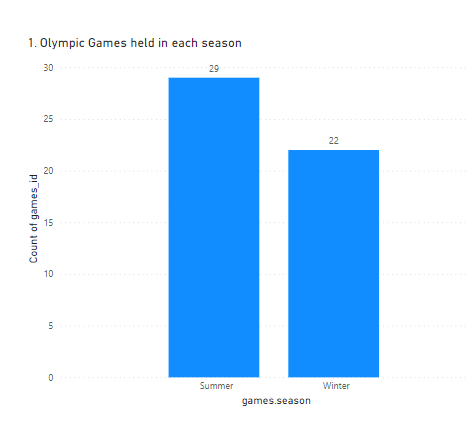 1. Olympic Games held in each season
30
29
25
22
20
15
10
5
0
Count of games_id
Summer Winter
games.season